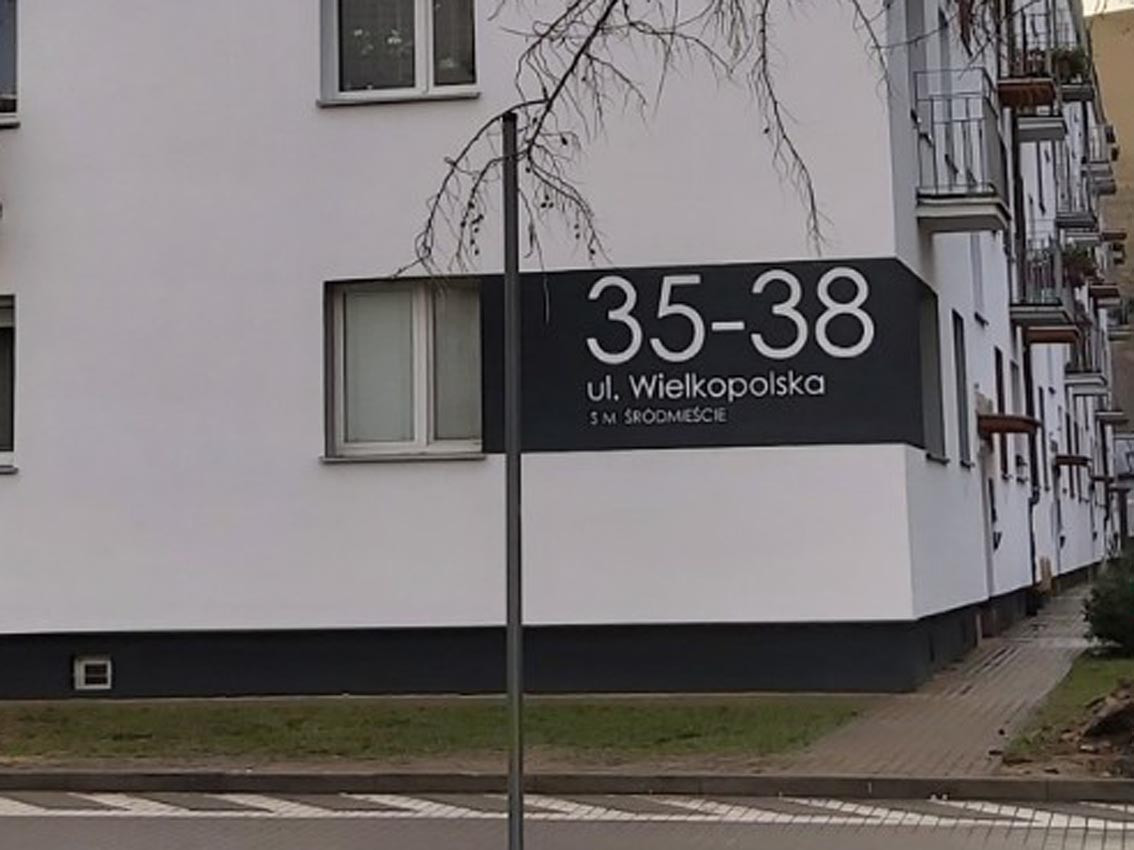 35-38
ul. Wielkopolska
S M ŚRÓDMIEŚCIE